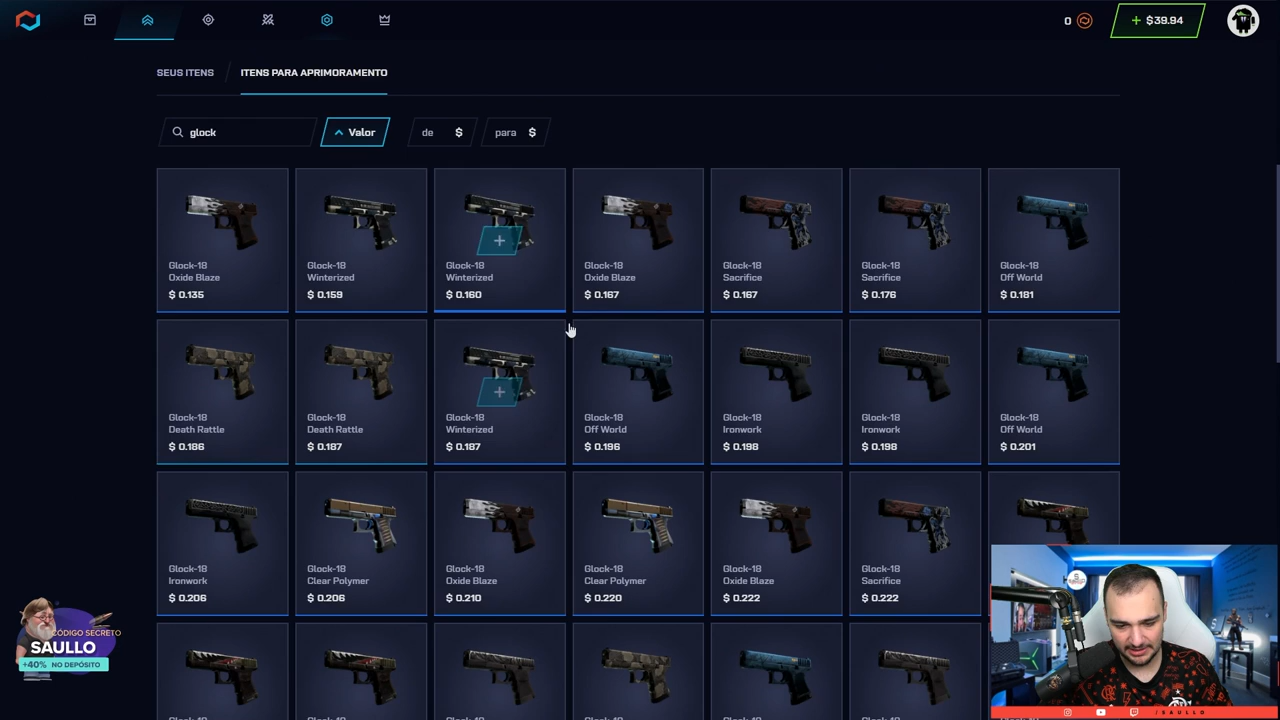 0
+ $39.94
SEUS ITENS
ITENS PARA APRIMORAMENTO
glock
Valor
de $
para $
Glock-18
Oxide Blaze
$ 0.135
Glock-18
Winterized
$ 0.159
Glock-18
Winterized
$ 0.160
Glock-18
Oxide Blaze
$ 0.167
Glock-18
Sacrifice
$ 0.167
Glock-18
Sacrifice
$ 0.176
Glock-18
Off World
$ 0.181
Glock-18
Death Rattle
$ 0.186
Glock-18
Death Rattle
$ 0.187
Glock-18
Winterized
$ 0.187
Glock-18
Off World
$ 0.196
Glock-18
Ironwork
$ 0.198
Glock-18
Ironwork
$ 0.198
Glock-18
Off World
$ 0.201
Glock-18
Ironwork
$ 0.206
Glock-18
Clear Polymer
$ 0.206
Glock-18
Oxide Blaze
$ 0.210
Glock-18
Clear Polymer
$ 0.220
Glock-18
Oxide Blaze
$ 0.222
Glock-18
Sacrifice
$ 0.222
CÓDIGO SECRETO
SAULLO
+40% NO DEPÓSITO
/SAULLO